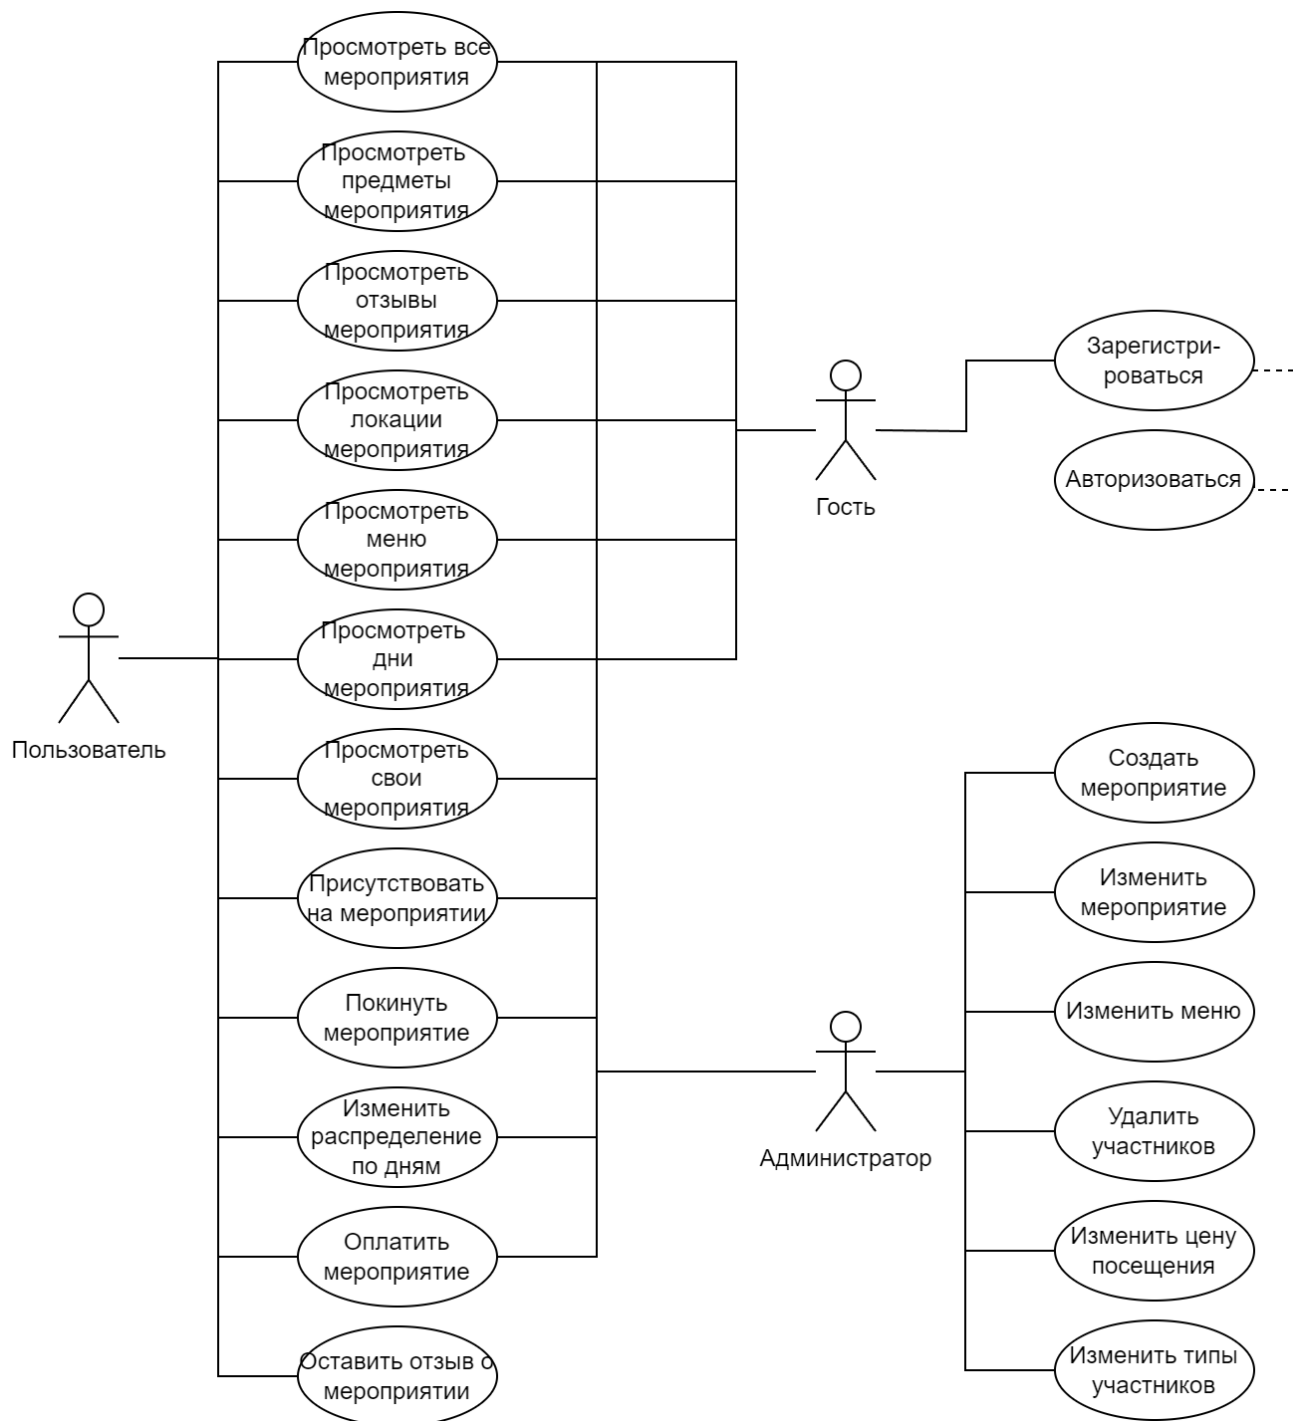 Просмотреть все
мероприятия
Просмотреть
предметы
мероприятия
Просмотреть
отзывы
мероприятия
Просмотреть
локации
мероприятия
Просмотреть
меню
мероприятия
Просмотреть
дни
мероприятия
Просмотреть
свои
мероприятия
Присутствовать
на мероприятии
Покинуть
мероприятие
Изменить
распределение
по дням
Оплатить
мероприятие
Оставить отзыв о
мероприятии
Пользователь
Гость
Администратор
Зарегистри-
роваться
Авторизоваться
Создать
мероприятие
Изменить
мероприятие
Изменить меню
Удалить
участников
Изменить цену
посещения
Изменить типы
участников